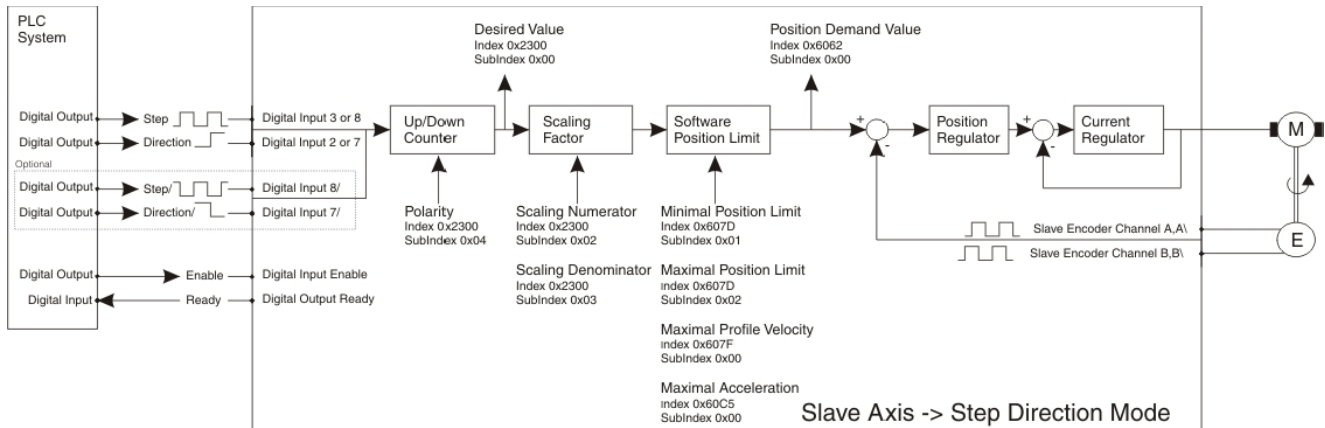 PLC
System
Desired Value
Index 0x2300
SubIndex 0x00
Position Demand Value
Index 0x6062
SubIndex 0x00
Digital Output
Step
Digital Input 3 or 8
Digital Output
Direction
Digital Input 2 or 7
Optional
Digital Output
Step/
Digital Input 8/
Digital Output
Direction/
Digital Input 7/
Digital Output
Enable
Digital Input Enable
Digital Input
Ready
Digital Output Ready
Up/Down
Counter
Scaling
Factor
Software
Position Limit
+
-
Position
Regulator
+
-
Current
Regulator
M
E
Polarity
Index 0x2300
SubIndex 0x04
Scaling Numerator
Index 0x2300
SubIndex 0x02
Scaling Denominator
Index 0x2300
SubIndex 0x03
Minimal Position Limit
Index 0x607D
SubIndex 0x01
Maximal Position Limit
Index 0x607D
SubIndex 0x02
Maximal Profile Velocity
Index 0x607F
SubIndex 0x00
Maximal Acceleration
Index 0x60C5
SubIndex 0x00
Slave Encoder Channel A,A\
Slave Encoder Channel B,B\
Slave Axis -> Step Direction Mode